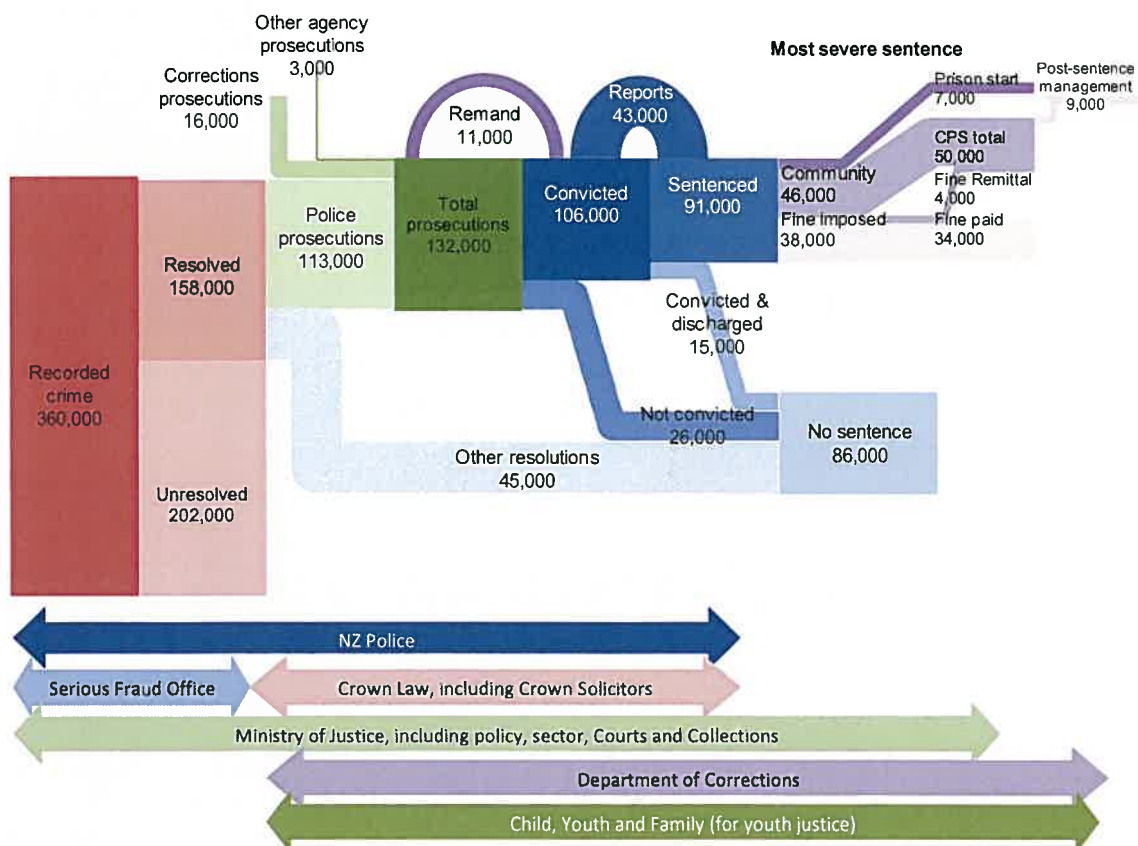 Other agency
prosecutions
3,000
Corrections
prosecutions
16,000
Remand
11,000
Reports
43,000
Most severe sentence
Prison start
7,000
Post-sentence
management
9,000
CPS total
50,000
Community
46,000
Fine Remittal
4,000
Fine imposed
38,000
Fine paid
34,000
Recorded
crime
360,000
Resolved
158,000
Unresolved
202,000
Police
prosecutions
113,000
Total
prosecutions
132,000
Convicted
106,000
Sentenced
91,000
Convicted &
discharged
15,000
Not convicted
26,000
Other resolutions
45,000
No sentence
86,000
NZ Police
Serious Fraud Office
Crown Law, including Crown Solicitors
Ministry of Justice, including policy, sector, Courts and Collections
Department of Corrections
Child, Youth and Family (for youth justice)